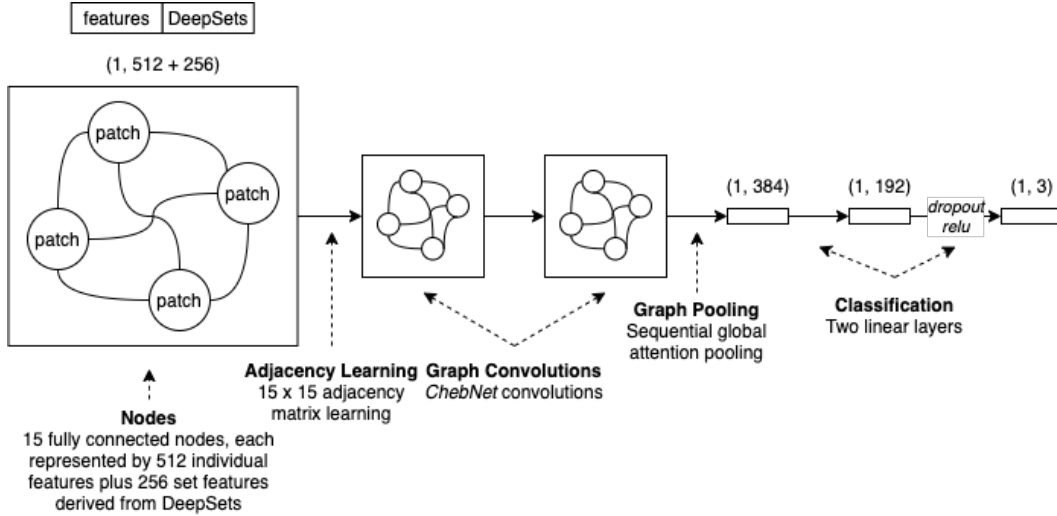 features DeepSets
(1, 512 + 256)
patch
patch
patch
patch
(1, 384)
(1, 192)
dropout
relu
(1, 3)
Nodes
15 fully connected nodes, each
represented by 512 individual
features plus 256 set features
derived from DeepSets
Adjacency Learning
15 x 15 adjacency
matrix learning
Graph Convolutions
ChebNet convolutions
Graph Pooling
Sequential global
attention pooling
Classification
Two linear layers